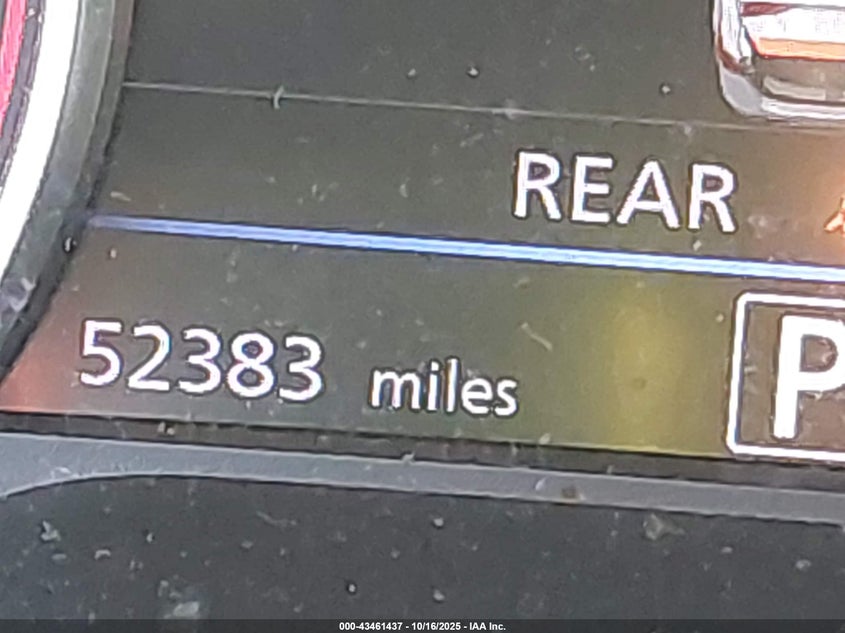 REAR
52383 miles
P
000-43461437 - 10/16/2025 - IAA Inc.